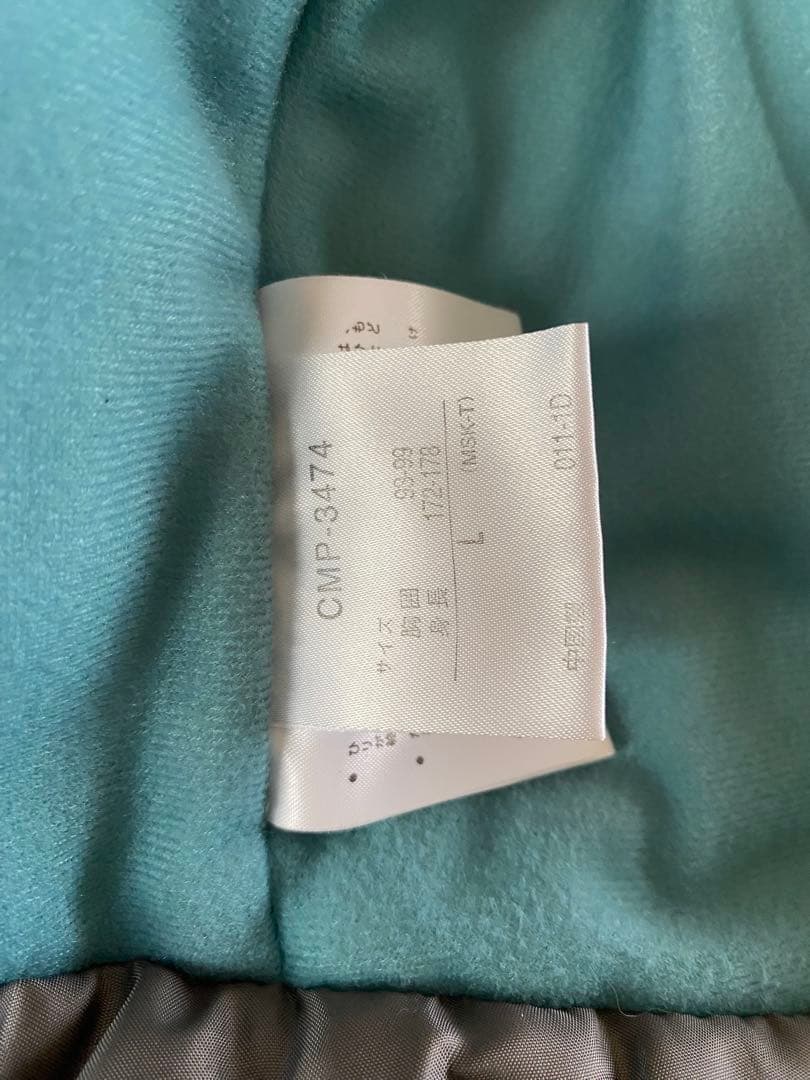 CMP-3474
サイズ
胸囲 93-99
身長 172-178
L
(MSK-T)
中国製 011-1D